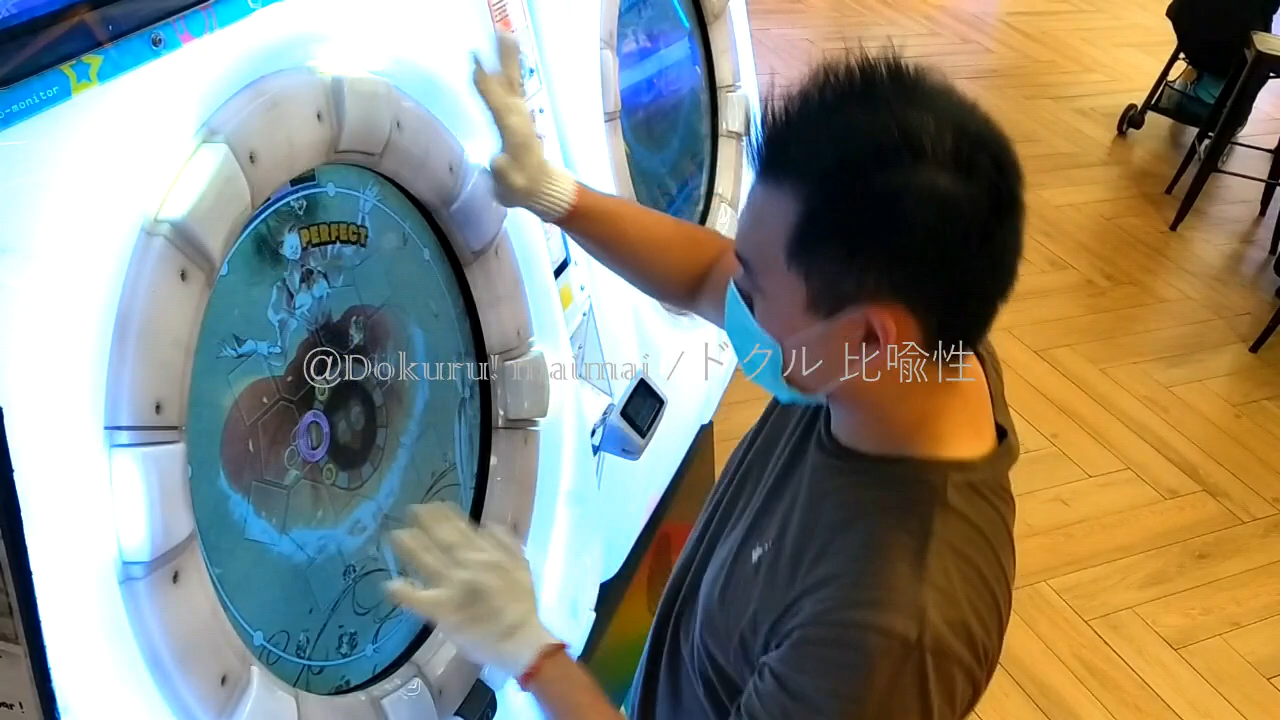 o-monitor
PERFECT
@Dokuru! maimai / ドクル 比喩性